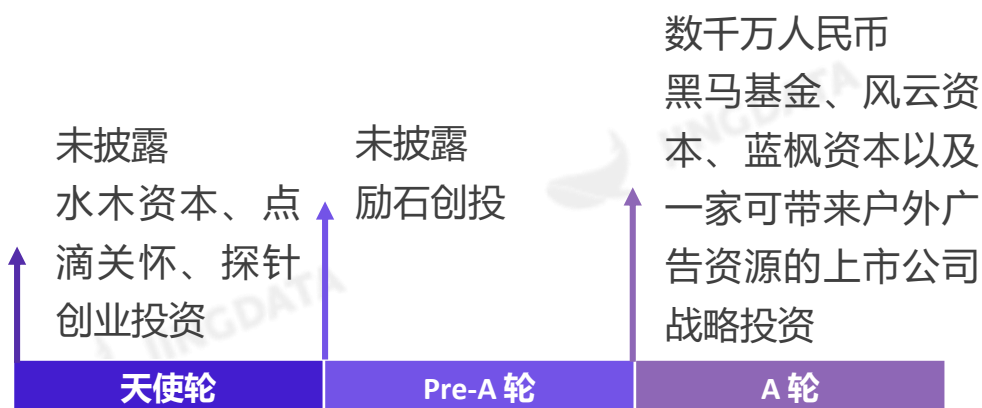 未披露
水木资本、点
滴关怀、探针
创业投资
未披露
励石创投
数千万人民币
黑马基金、风云资
本、蓝枫资本以及
一家可带来户外广
告资源的上市公司
战略投资
天使轮
Pre-A 轮
A 轮
JINGDATA
JINGDATA